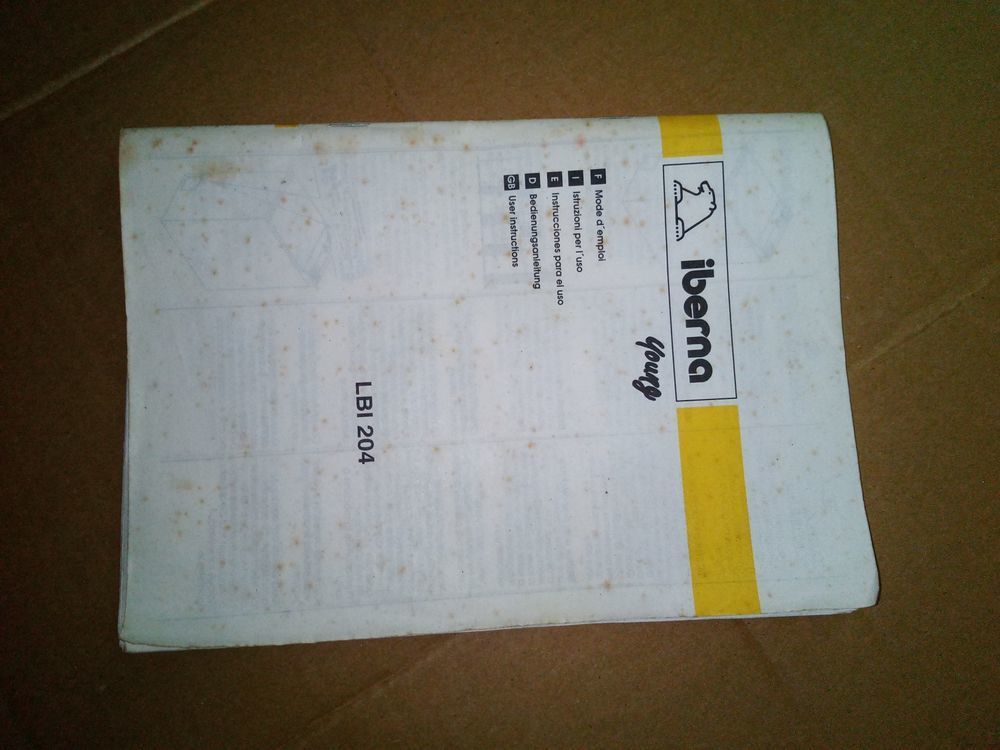 iberna
Young
F Mode d'emploi
I Istruzioni per l'uso
E Instrucciones para el uso
D Bedienungsanleitung
GB User instructions
LBI 204